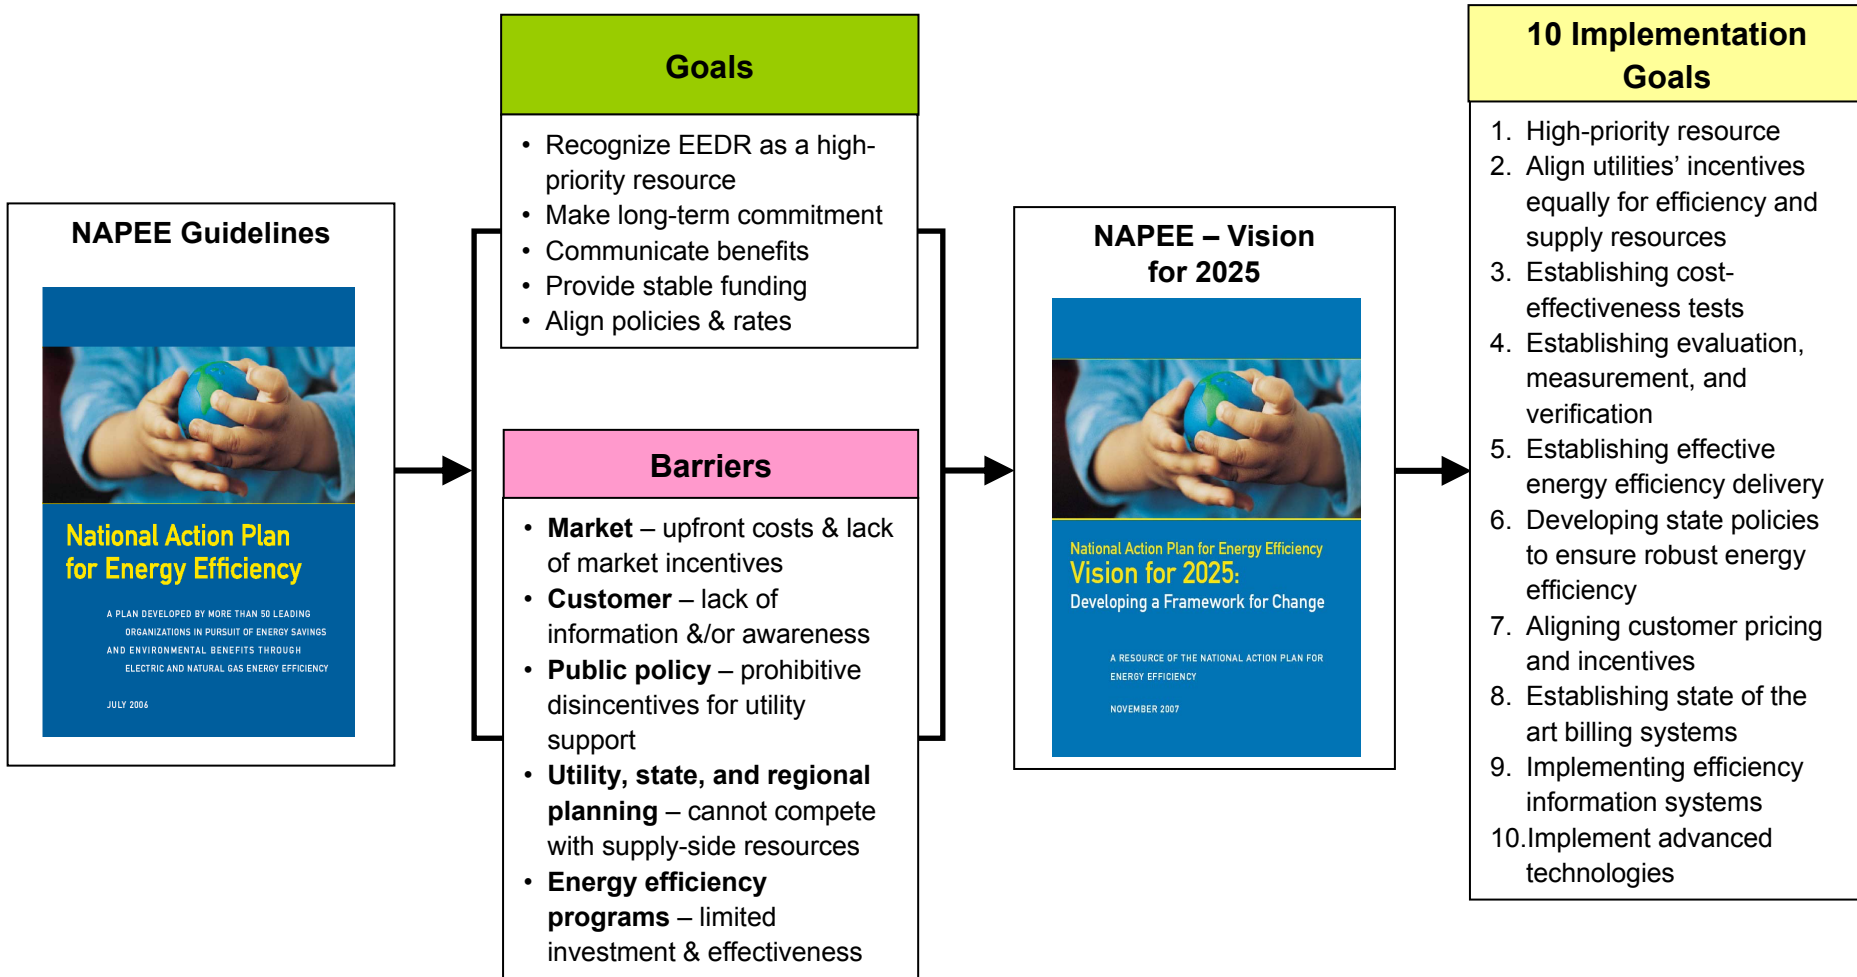 NAPEE Guidelines
National Action Plan
for Energy Efficiency
A PLAN DEVELOPED BY MORE THAN 50 LEADING
ORGANIZATIONS IN PURSUIT OF ENERGY SAVINGS
AND ENVIRONMENTAL BENEFITS THROUGH
ELECTRIC AND NATURAL GAS ENERGY EFFICIENCY
JULY 2006
Goals
• Recognize EEDR as a high-
priority resource
• Make long-term commitment
• Communicate benefits
• Provide stable funding
• Align policies & rates
Barriers
• Market – upfront costs & lack
of market incentives
• Customer – lack of
information &/or awareness
• Public policy – prohibitive
disincentives for utility
support
• Utility, state, and regional
planning – cannot compete
with supply-side resources
• Energy efficiency
programs – limited
investment & effectiveness
NAPEE – Vision
for 2025
National Action Plan for Energy Efficiency
Vision for 2025:
Developing a Framework for Change
A RESOURCE OF THE NATIONAL ACTION PLAN FOR
ENERGY EFFICIENCY
NOVEMBER 2007
10 Implementation
Goals
1. High-priority resource
2. Align utilities’ incentives
equally for efficiency and
supply resources
3. Establishing cost-
effectiveness tests
4. Establishing evaluation,
measurement, and
verification
5. Establishing effective
energy efficiency delivery
6. Developing state policies
to ensure robust energy
efficiency
7. Aligning customer pricing
and incentives
8. Establishing state of the
art billing systems
9. Implementing efficiency
information systems
10.Implement advanced
technologies